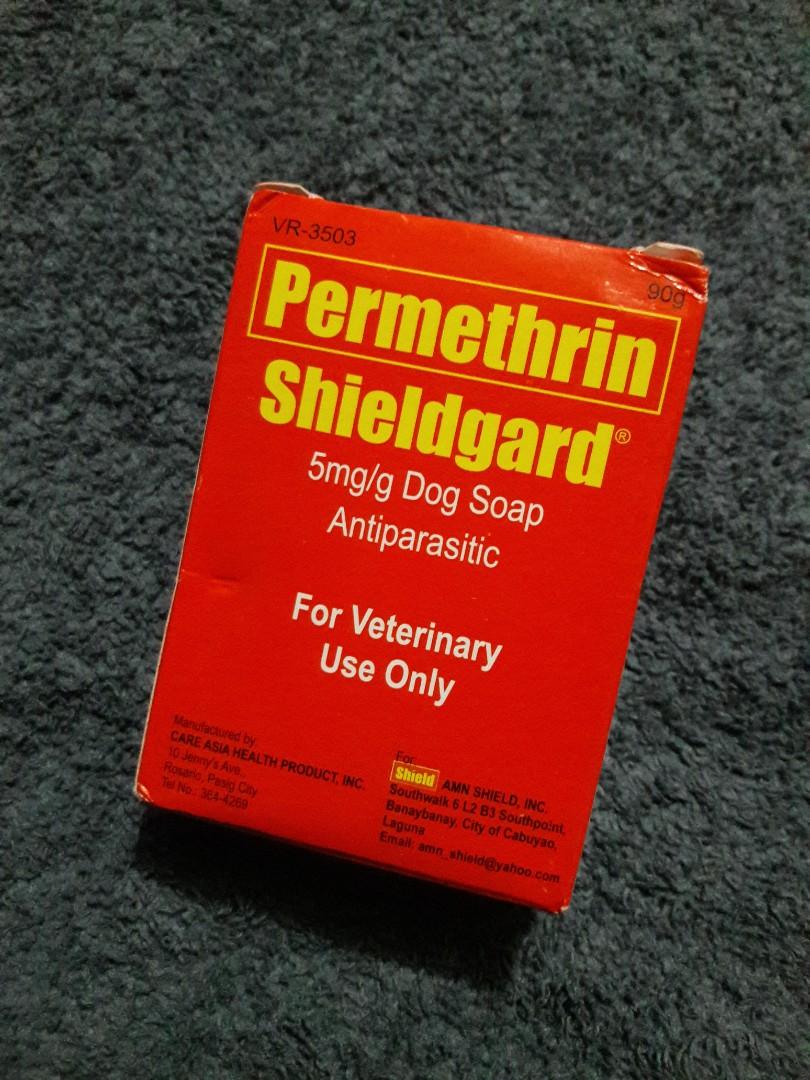 VR-3503
90g
Permethrin
Shieldgard®
5mg/g Dog Soap
Antiparasitic
For Veterinary
Use Only
Manufactured by
CARE ASIA HEALTH PRODUCT, INC.
10 Jenny's Ave.,
Rosario, Pasig City
Tel No.: 364-4269
For
Shield AMN SHIELD, INC.
Southwalk 6 L2 B3 Southpoint,
Banaybanay, City of Cabuyao,
Laguna
Email: amn_shield@yahoo.com